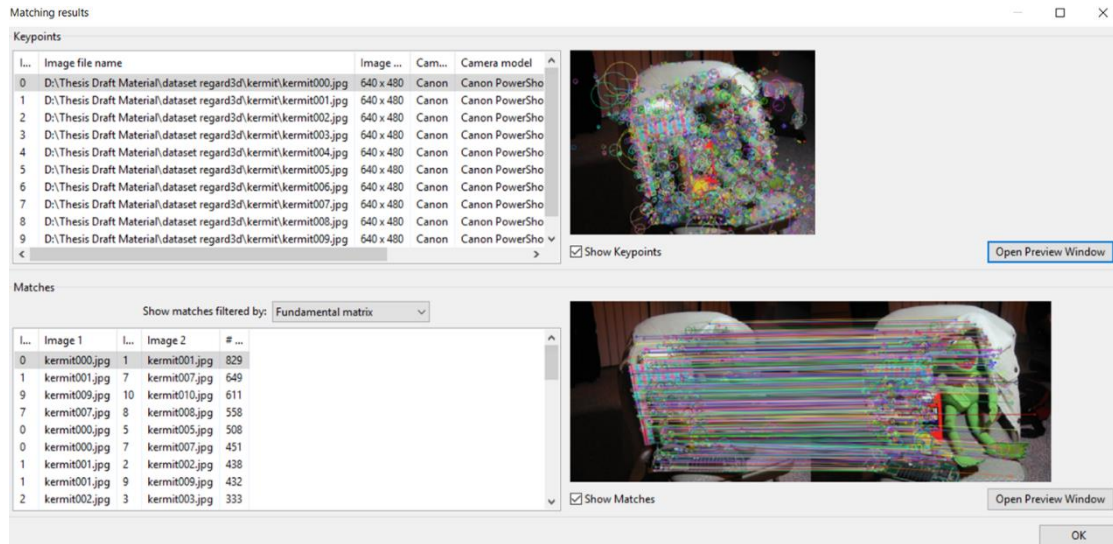 Matching results
Keypoints
I... Image file name Image ... Cam... Camera model
0 D:\Thesis Draft Material\dataset regard3d\kermit\kermit000.jpg 640 x 480 Canon Canon PowerSho
1 D:\Thesis Draft Material\dataset regard3d\kermit\kermit001.jpg 640 x 480 Canon Canon PowerSho
2 D:\Thesis Draft Material\dataset regard3d\kermit\kermit002.jpg 640 x 480 Canon Canon PowerSho
3 D:\Thesis Draft Material\dataset regard3d\kermit\kermit003.jpg 640 x 480 Canon Canon PowerSho
4 D:\Thesis Draft Material\dataset regard3d\kermit\kermit004.jpg 640 x 480 Canon Canon PowerSho
5 D:\Thesis Draft Material\dataset regard3d\kermit\kermit005.jpg 640 x 480 Canon Canon PowerSho
6 D:\Thesis Draft Material\dataset regard3d\kermit\kermit006.jpg 640 x 480 Canon Canon PowerSho
7 D:\Thesis Draft Material\dataset regard3d\kermit\kermit007.jpg 640 x 480 Canon Canon PowerSho
8 D:\Thesis Draft Material\dataset regard3d\kermit\kermit008.jpg 640 x 480 Canon Canon PowerSho
9 D:\Thesis Draft Material\dataset regard3d\kermit\kermit009.jpg 640 x 480 Canon Canon PowerSho
Show Keypoints Open Preview Window
Matches
Show matches filtered by: Fundamental matrix
I... Image 1 I... Image 2 # ...
0 kermit000.jpg 1 kermit001.jpg 829
1 kermit001.jpg 7 kermit007.jpg 649
9 kermit009.jpg 10 kermit010.jpg 611
7 kermit007.jpg 8 kermit008.jpg 558
0 kermit000.jpg 5 kermit005.jpg 508
0 kermit000.jpg 7 kermit007.jpg 451
1 kermit001.jpg 2 kermit002.jpg 438
1 kermit001.jpg 9 kermit009.jpg 432
2 kermit002.jpg 3 kermit003.jpg 333
Show Matches Open Preview Window
OK